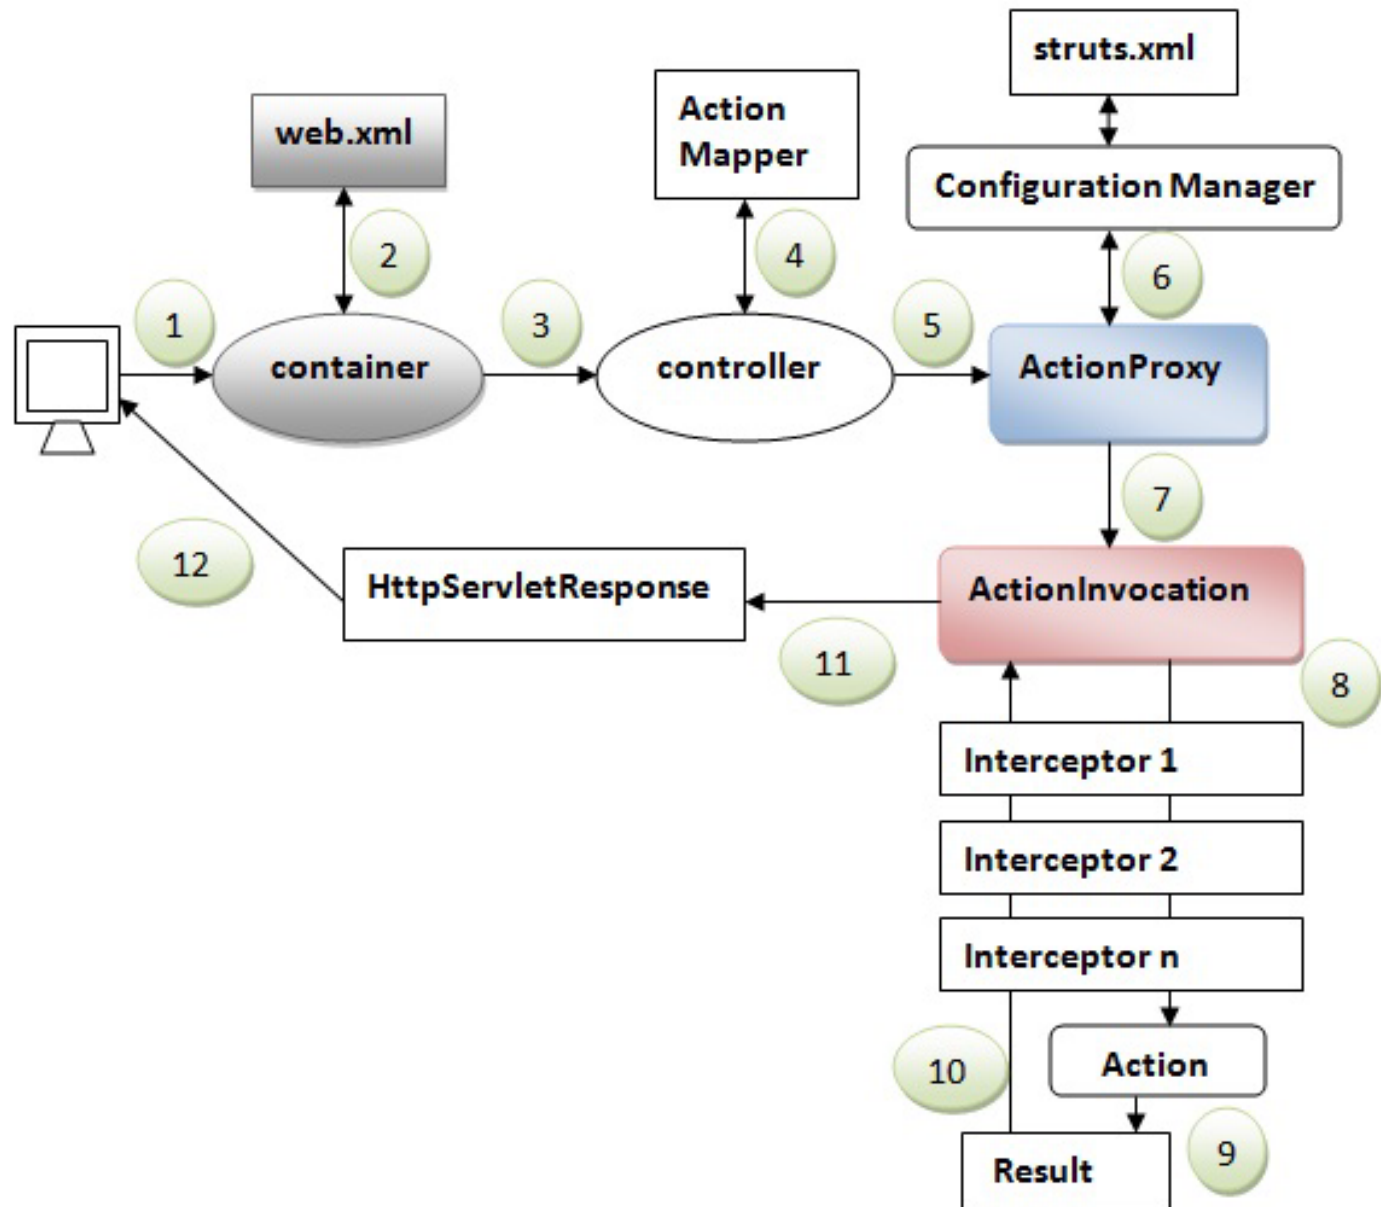 struts.xml
web.xml
Action
Mapper
Configuration Manager
2
4
6
1
3
5
container
controller
ActionProxy
7
12
HttpServletResponse
ActionInvocation
11
8
Interceptor 1
Interceptor 2
Interceptor n
10
Action
9
Result